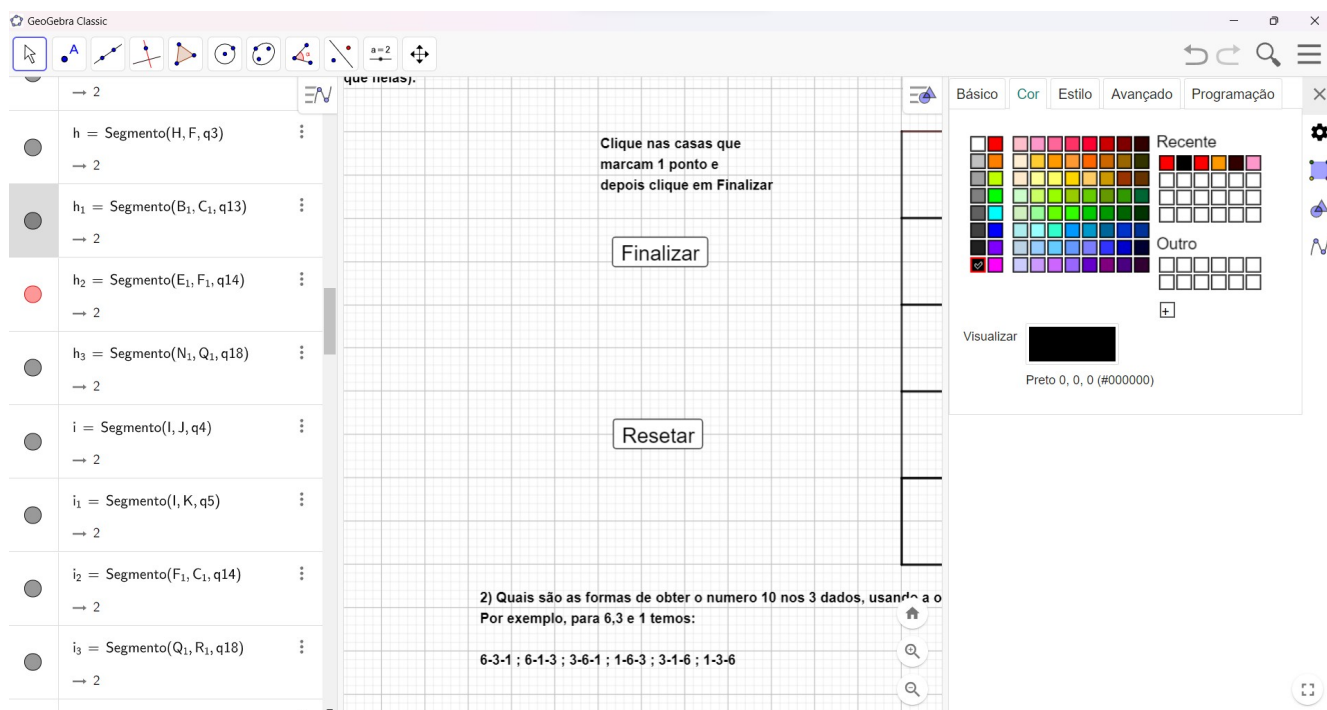 GeoGebra Classic
A
α
a=2
→ 2
h = Segmento(H, F, q3)
→ 2
h₁ = Segmento(B₁, C₁, q13)
→ 2
h₂ = Segmento(E₁, F₁, q14)
→ 2
h₃ = Segmento(N₁, Q₁, q18)
→ 2
i = Segmento(I, J, q4)
→ 2
i₁ = Segmento(I, K, q5)
→ 2
i₂ = Segmento(F₁, C₁, q14)
→ 2
i₃ = Segmento(Q₁, R₁, q18)
→ 2
que nelas).
Clique nas casas que
marcam 1 ponto e
depois clique em Finalizar
Finalizar
Resetar
2) Quais são as formas de obter o numero 10 nos 3 dados, usando a o
Por exemplo, para 6,3 e 1 temos:
6-3-1 ; 6-1-3 ; 3-6-1 ; 1-6-3 ; 3-1-6 ; 1-3-6
Básico Cor Estilo Avançado Programação
Recente
Outro
+
Visualizar
Preto 0, 0, 0 (#000000)